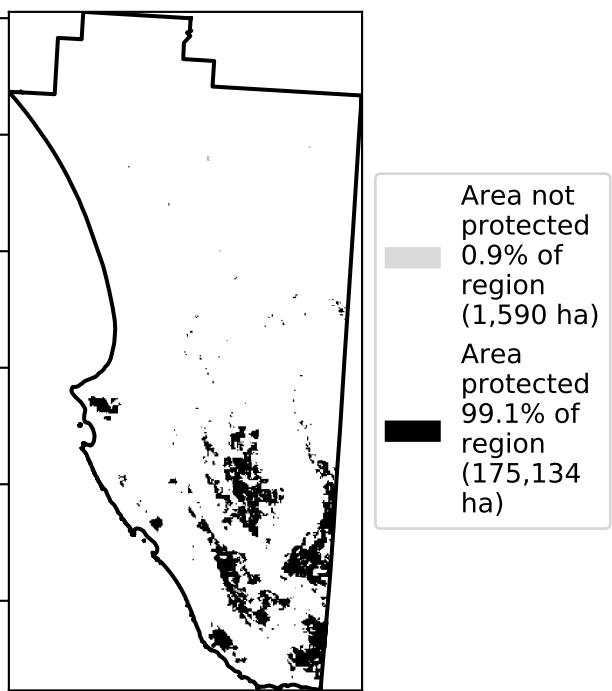 Area not
protected
0.9% of
region
(1,590 ha)
Area
protected
99.1% of
region
(175,134
ha)